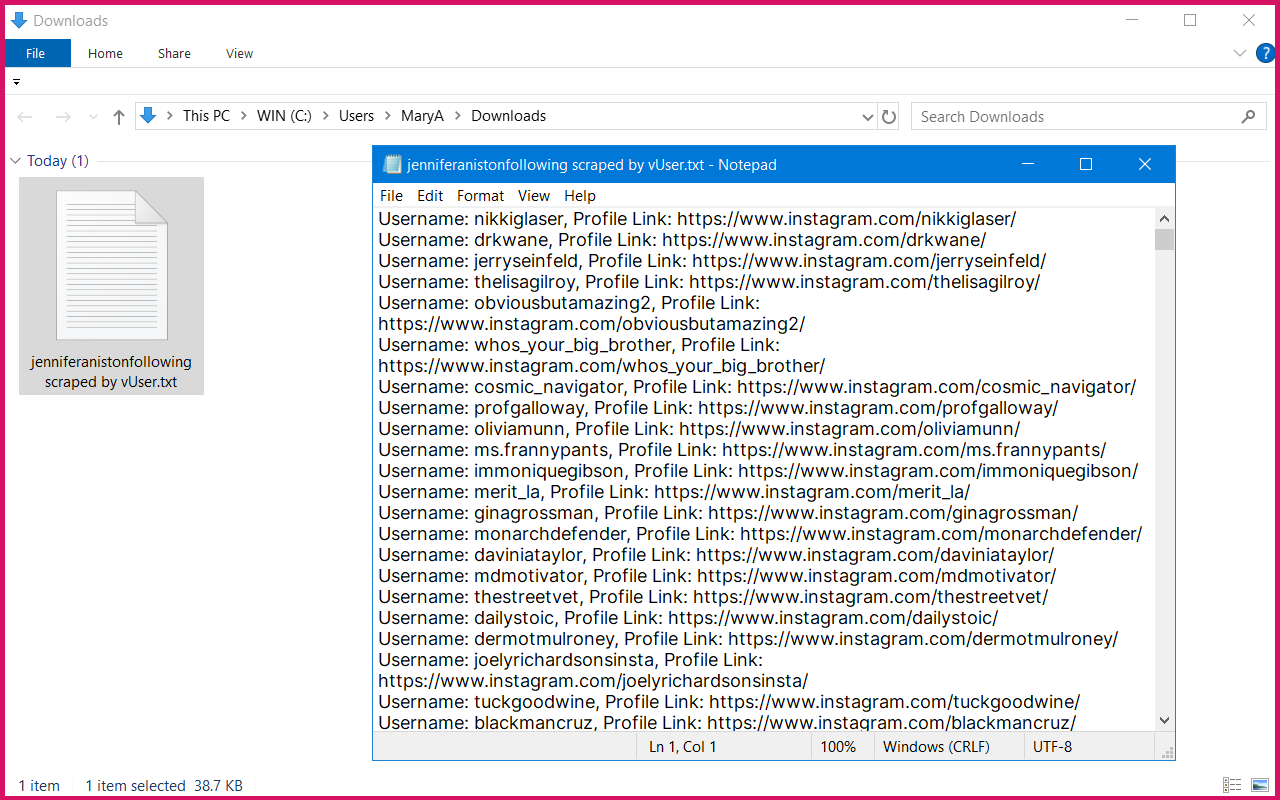 Downloads
File Home Share View
?
This PC > WIN (C:) > Users > MaryA > Downloads
Search Downloads
Today (1)
jenniferanistonfollowing
scraped by vUser.txt
jenniferanistonfollowing scraped by vUser.txt - Notepad
File Edit Format View Help
Username: nikkiglaser, Profile Link: https://www.instagram.com/nikkiglaser/
Username: drkwane, Profile Link: https://www.instagram.com/drkwane/
Username: jerryseinfeld, Profile Link: https://www.instagram.com/jerryseinfeld/
Username: thelisagilroy, Profile Link: https://www.instagram.com/thelisagilroy/
Username: obviousbutamazing2, Profile Link:
https://www.instagram.com/obviousbutamazing2/
Username: whos_your_big_brother, Profile Link:
https://www.instagram.com/whos_your_big_brother/
Username: cosmic_navigator, Profile Link: https://www.instagram.com/cosmic_navigator/
Username: profgalloway, Profile Link: https://www.instagram.com/profgalloway/
Username: oliviamunn, Profile Link: https://www.instagram.com/oliviamunn/
Username: ms.frannypants, Profile Link: https://www.instagram.com/ms.frannypants/
Username: immoniquegibson, Profile Link: https://www.instagram.com/immoniquegibson/
Username: merit_la, Profile Link: https://www.instagram.com/merit_la/
Username: ginagrossman, Profile Link: https://www.instagram.com/ginagrossman/
Username: monarchdefender, Profile Link: https://www.instagram.com/monarchdefender/
Username: daviniataylor, Profile Link: https://www.instagram.com/daviniataylor/
Username: mdmotivator, Profile Link: https://www.instagram.com/mdmotivator/
Username: thestreetvet, Profile Link: https://www.instagram.com/thestreetvet/
Username: dailystoic, Profile Link: https://www.instagram.com/dailystoic/
Username: dermotmulroney, Profile Link: https://www.instagram.com/dermotmulroney/
Username: joelyrichardsonsinsta, Profile Link:
https://www.instagram.com/joelyrichardsonsinsta/
Username: tuckgoodwine, Profile Link: https://www.instagram.com/tuckgoodwine/
Username: blackmancruz, Profile Link: https://www.instagram.com/blackmancruz/
Ln 1, Col 1 100% Windows (CRLF) UTF-8
1 item 1 item selected 38.7 KB